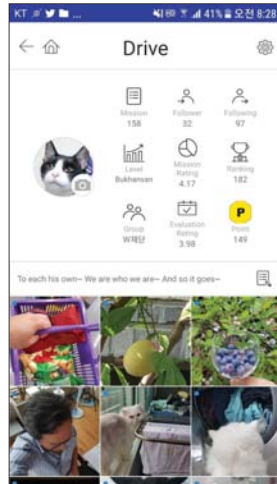 KT ... 41% 오전 8:28
Drive
Mission Follower Following
158 32 97
Level Mission Rating Ranking
Bukhansan 4.17 182
Group Evaluation Rating Point
W재단 3.98 149
P
To each his own~ We are who we are~ And so it goes~